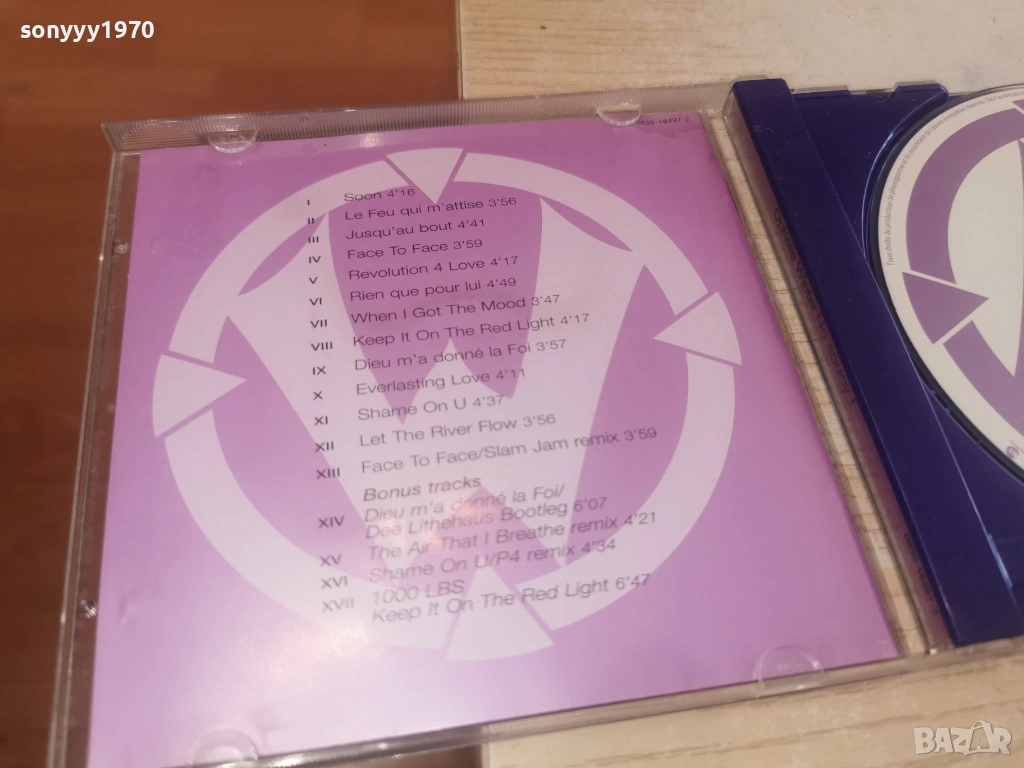 sonyyy1970
I Soon 4'16
II Le Feu qui m'attise 3'56
III Jusqu'au bout 4'41
IV Face To Face 3'59
V Revolution 4 Love 4'17
VI Rien que pour lui 4'49
VII When I Got The Mood 3'47
VIII Keep It On The Red Light 4'17
IX Dieu m'a donné la Foi 3'57
X Everlasting Love 4'11
XI Shame On U 4'37
XII Let The River Flow 3'56
XIII Face To Face/Slam Jam remix 3'59
Bonus tracks
XIV Dieu m'a donné la Foi/
Dee Lithehaus Bootleg 6'07
XV The Air That I Breathe remix 4'21
XVI Shame On U/P4 remix 4'34
XVII 1000 LBS
Keep It On The Red Light 6'47
BAZAR